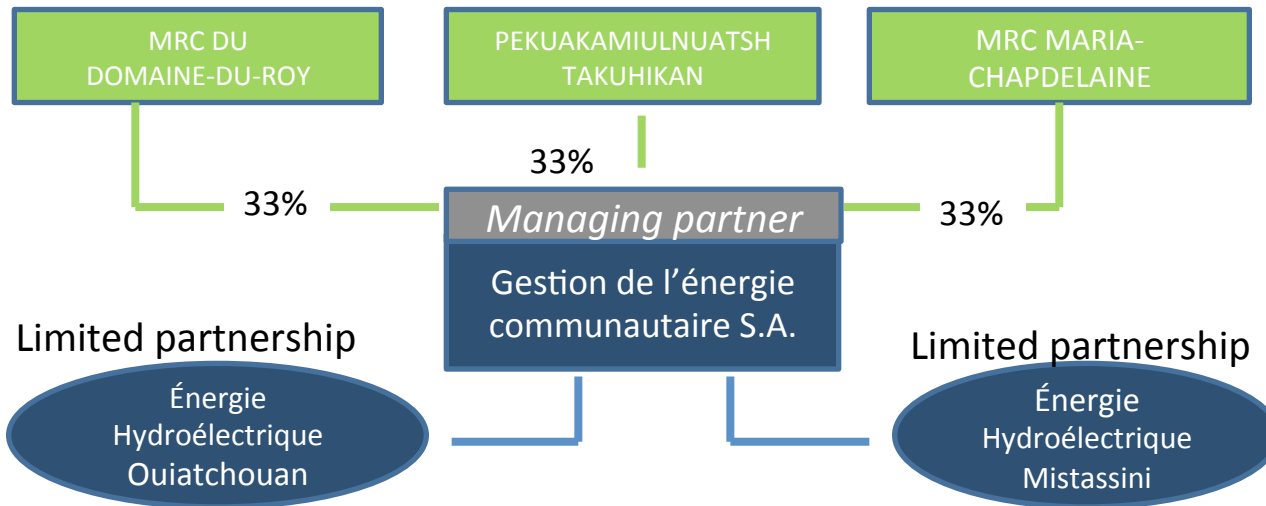 MRC DU
DOMAINE-DU-ROY
PEKUAKAMIULNUATSH
TAKUHIKAN
MRC MARIA-
CHAPDELAINE
33%
33%
33%
Managing partner
Gestion de l’énergie
communautaire S.A.
Limited partnership
Énergie
Hydroélectrique
Ouiatchouan
Limited partnership
Énergie
Hydroélectrique
Mistassini